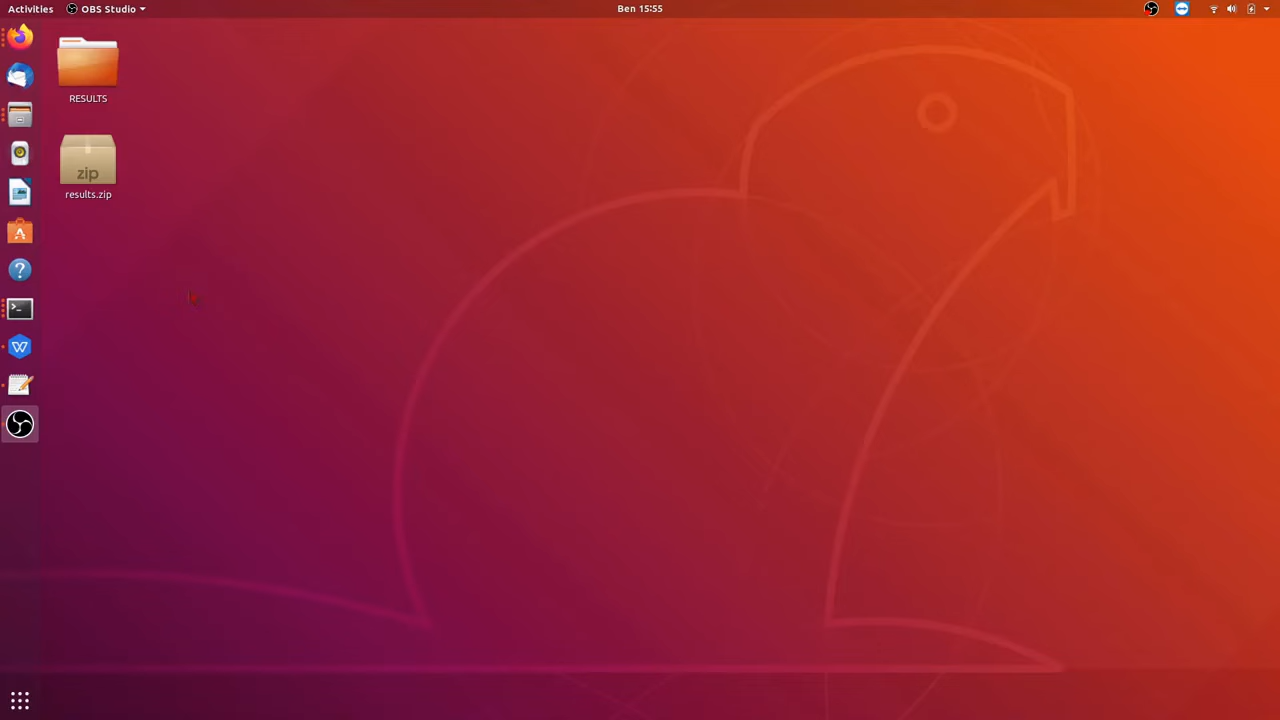 Activities
OBS Studio
Ben 15:55
RESULTS
zip
results.zip